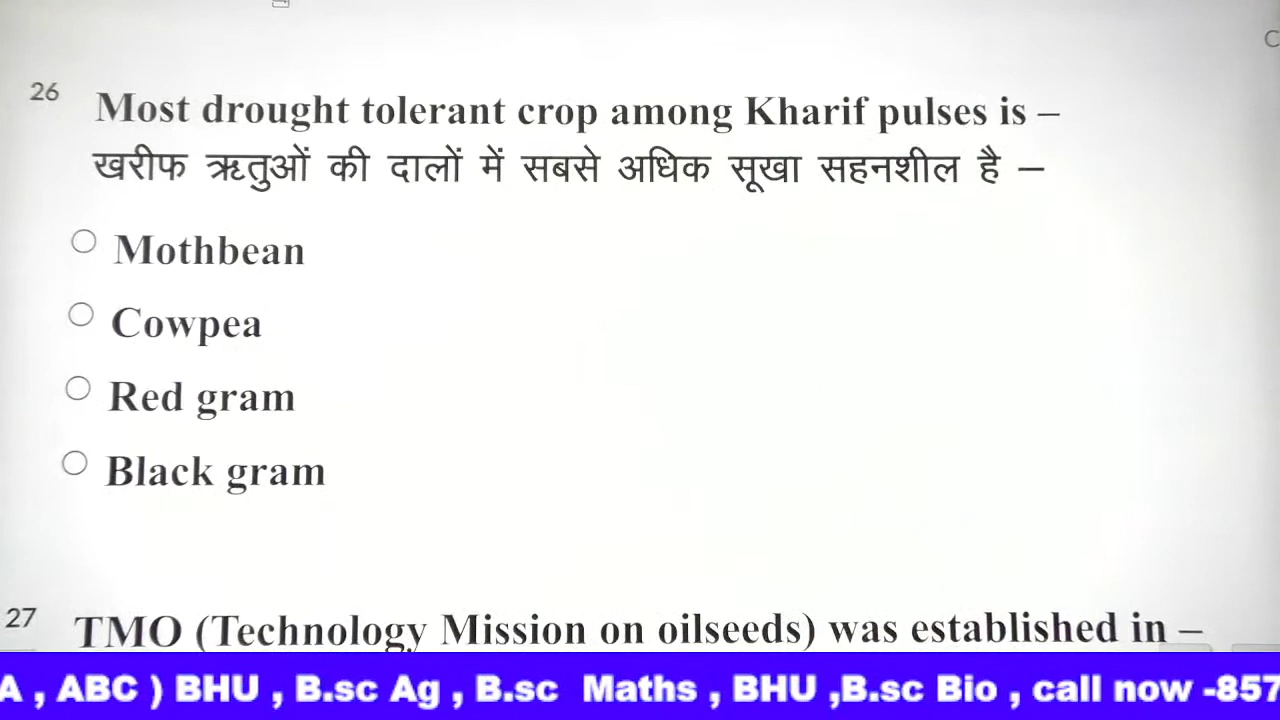 26 Most drought tolerant crop among Kharif pulses is –
खरीफ ऋतुओं की दालों में सबसे अधिक सूखा सहनशील है –
Mothbean
Cowpea
Red gram
Black gram
27 TMO (Technology Mission on oilseeds) was established in –
A , ABC ) BHU , B.sc Ag , B.sc Maths , BHU ,B.sc Bio , call now -857